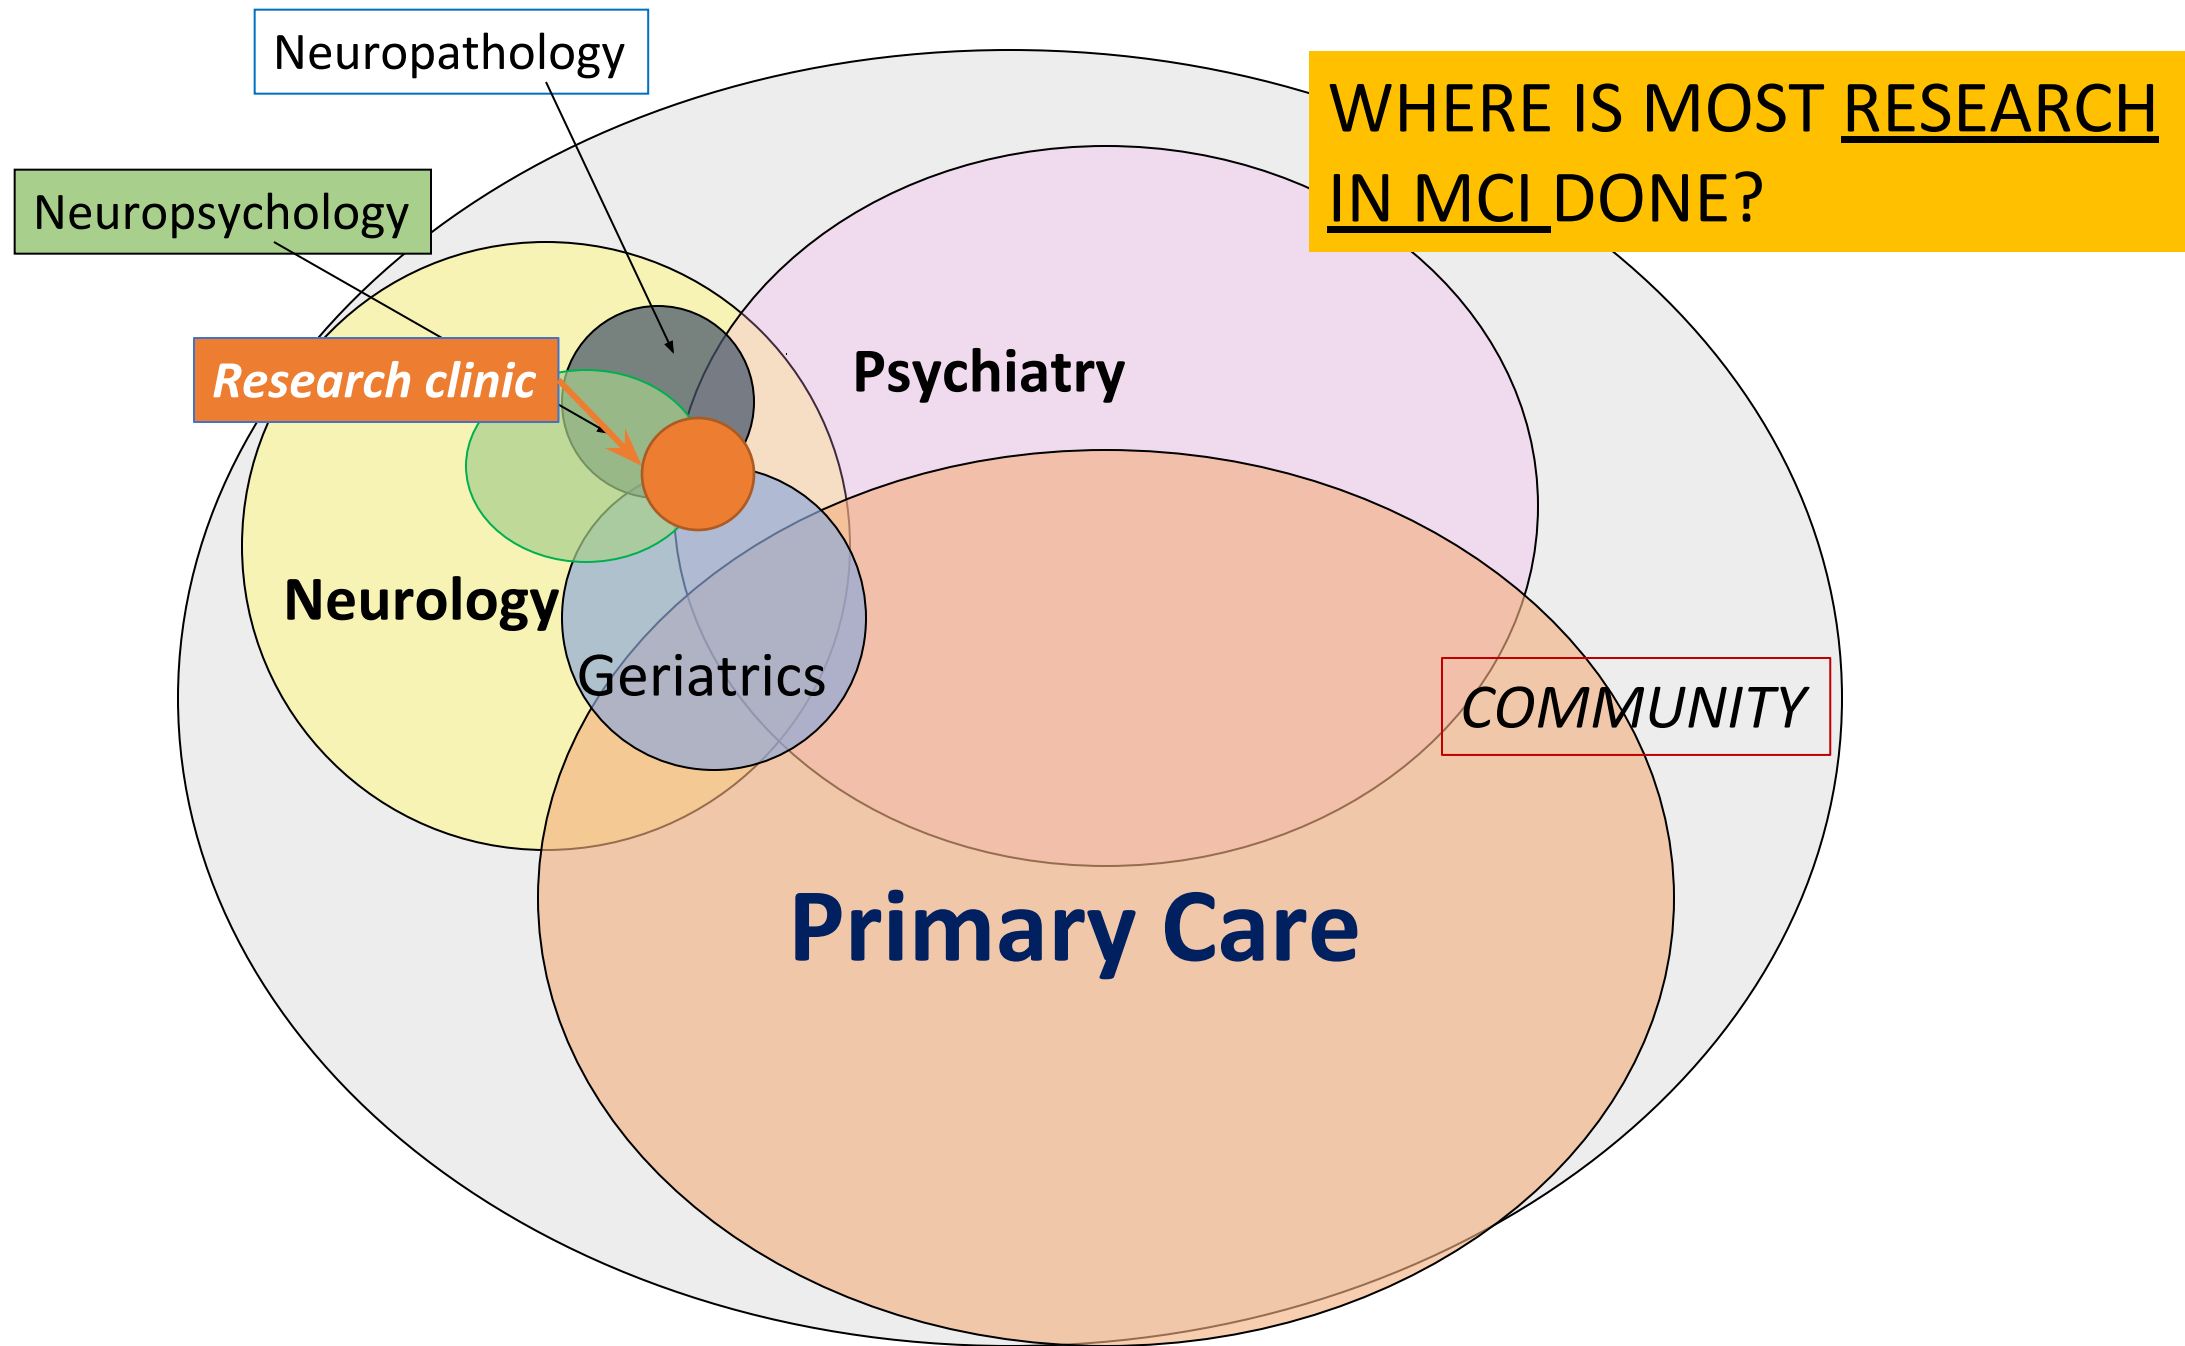 Neuropathology
WHERE IS MOST RESEARCH
IN MCI DONE?
Neuropsychology
Research clinic
Psychiatry
Neurology
Geriatrics
COMMUNITY
Primary Care